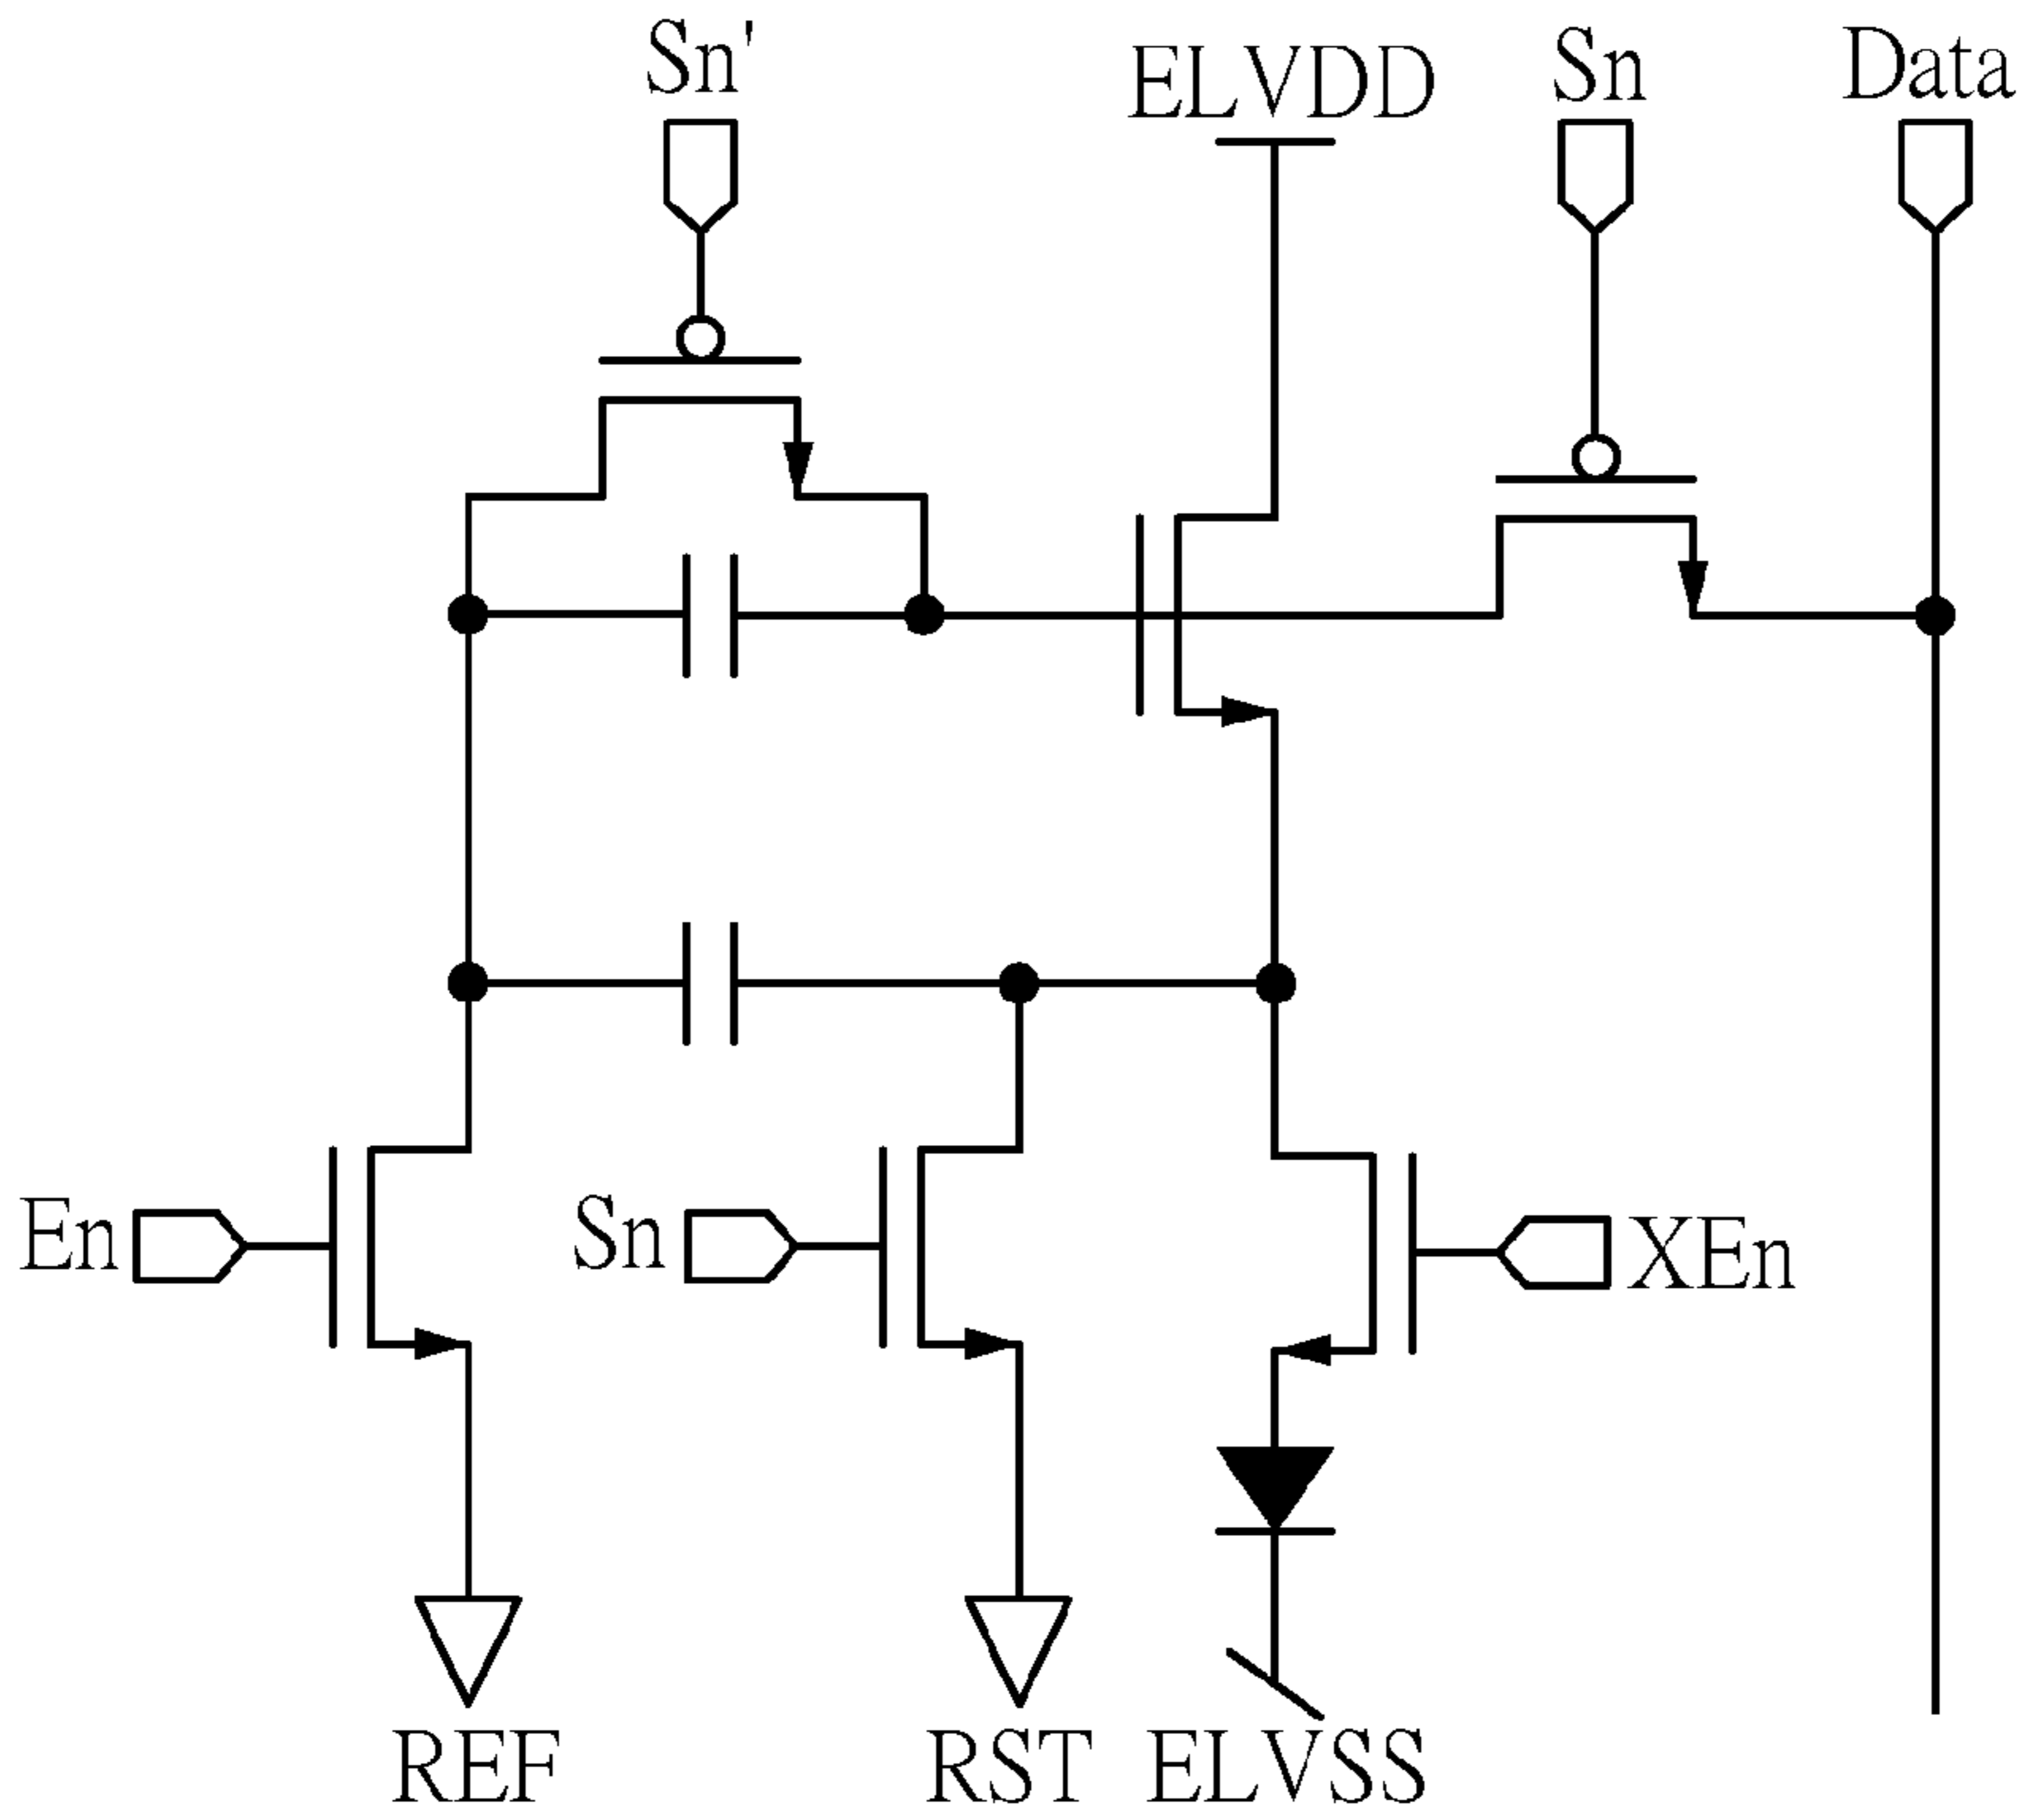 Sn'
ELVDD
Sn
Data
En
Sn
XEn
REF
RST
ELVSS